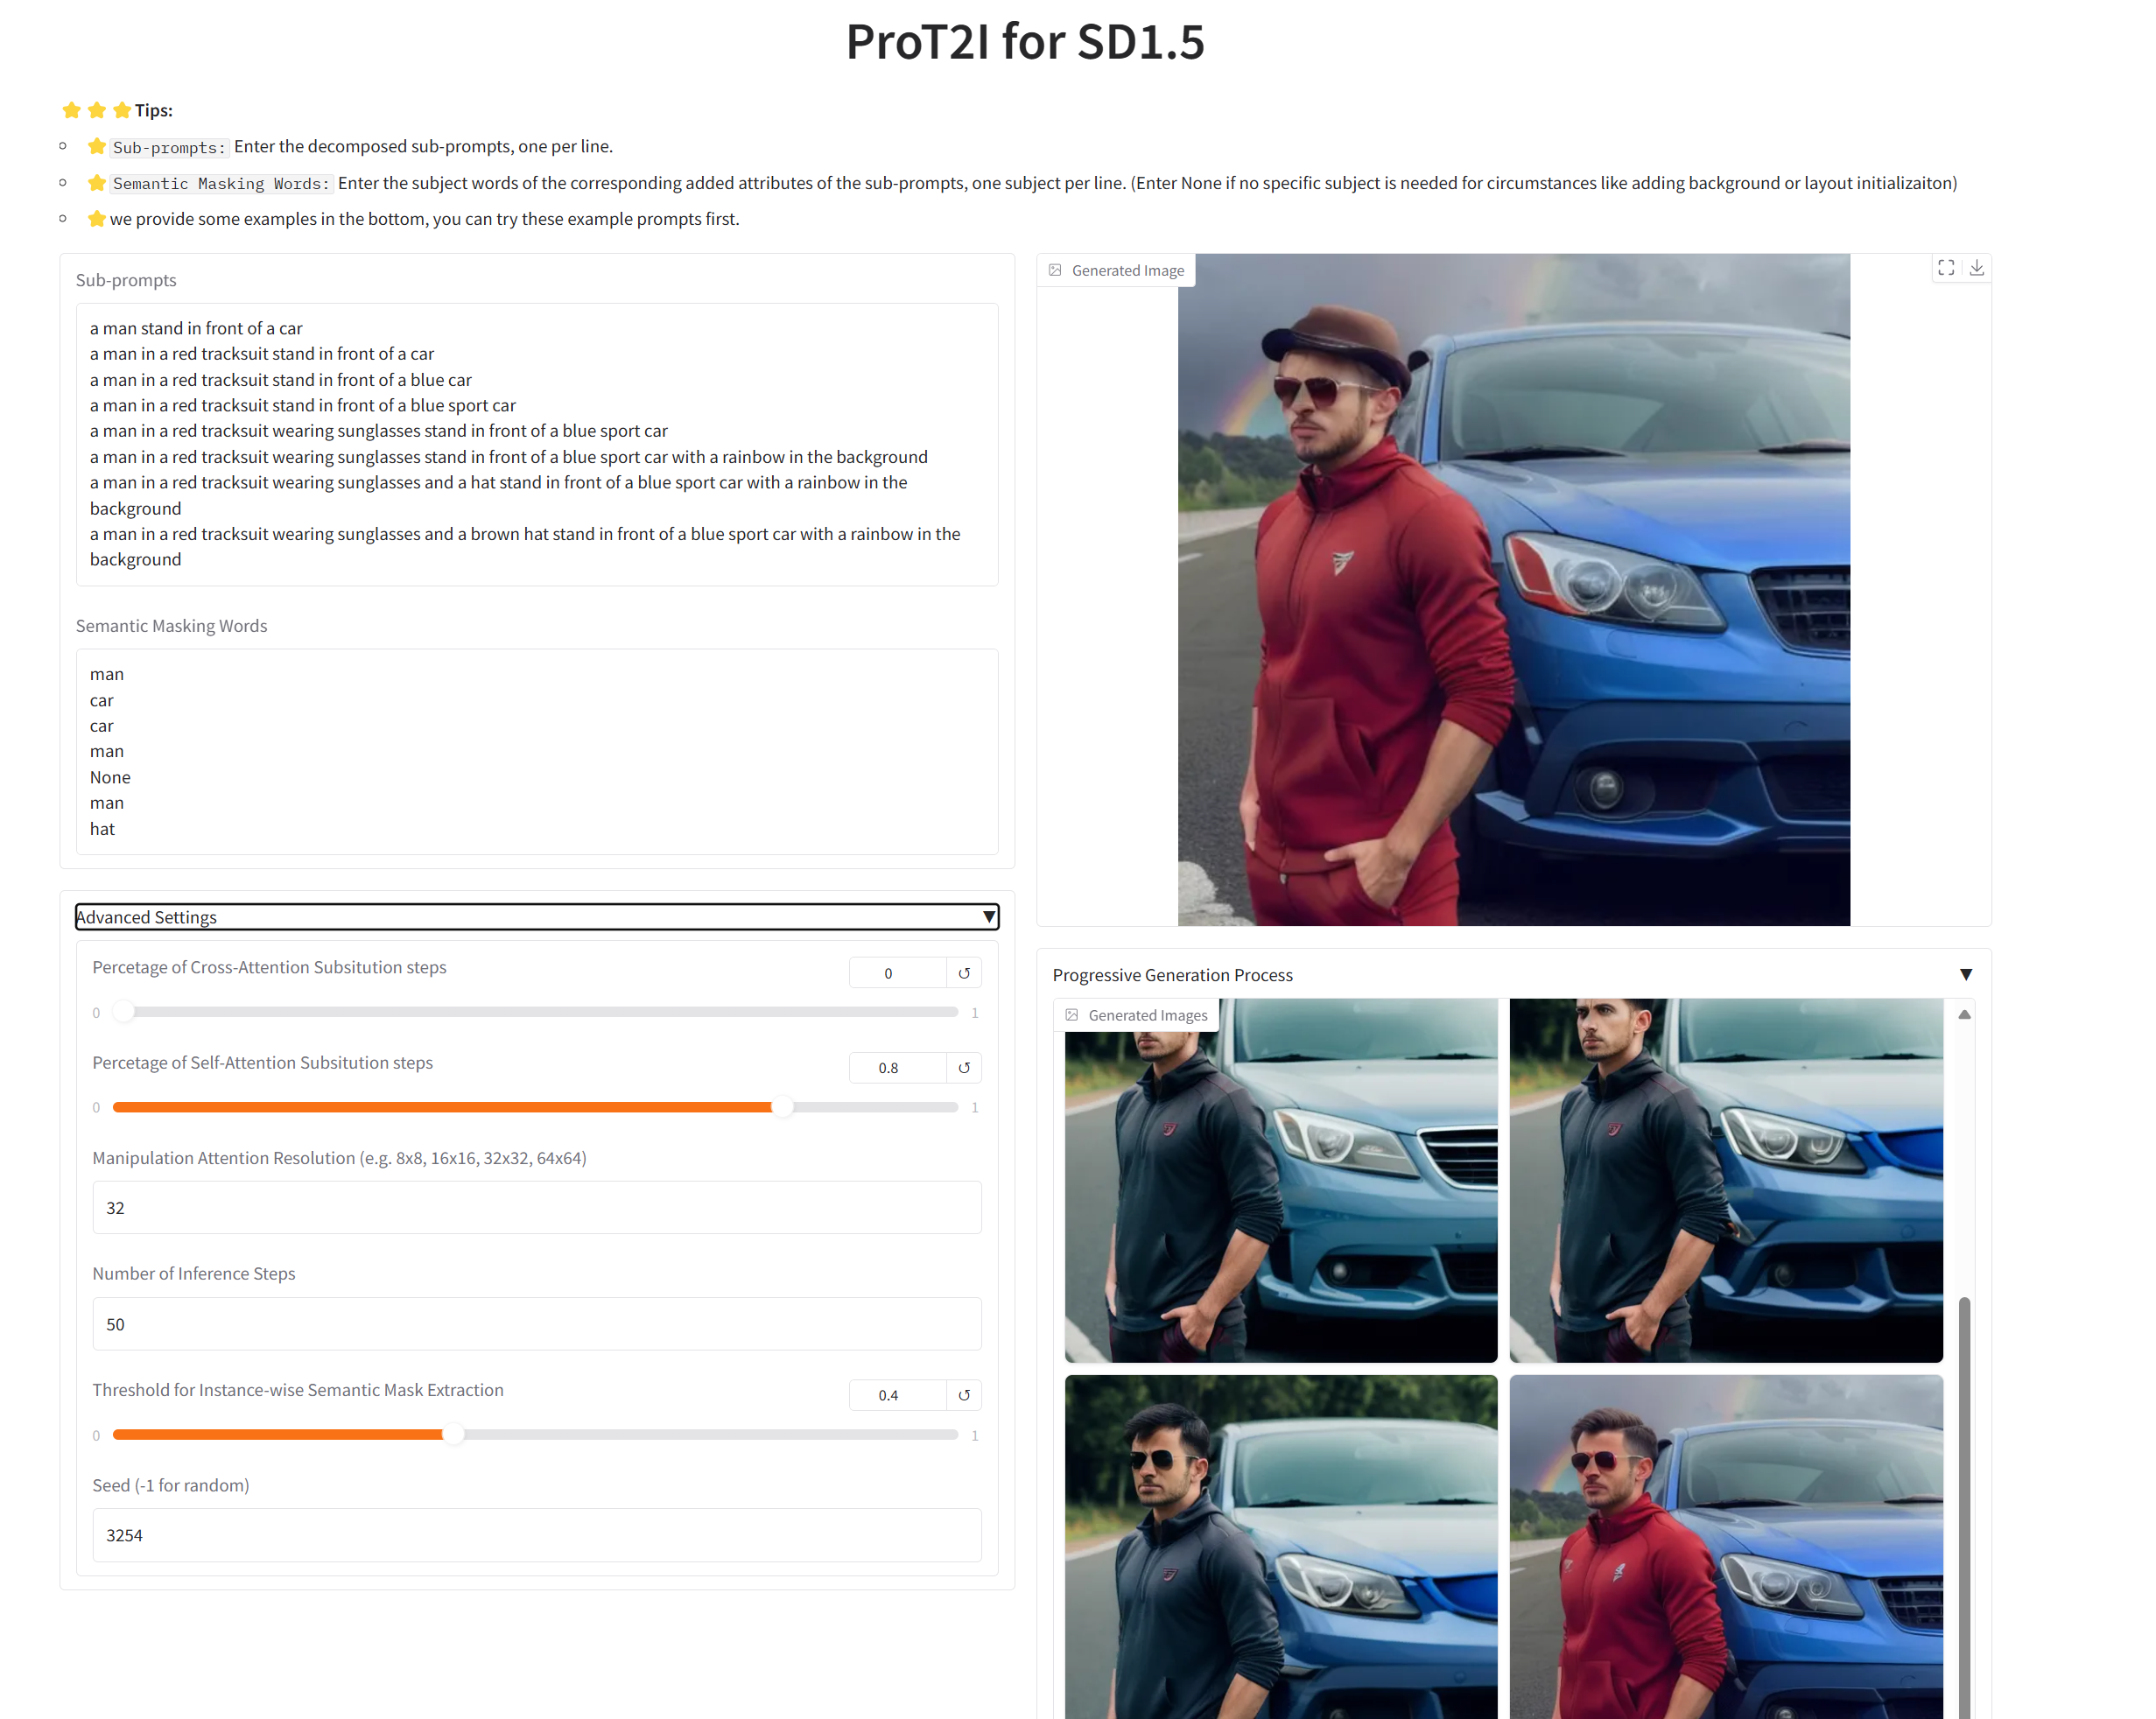 ProT2I for SD1.5
Tips:
Sub-prompts: Enter the decomposed sub-prompts, one per line.
Semantic Masking Words: Enter the subject words of the corresponding added attributes of the sub-prompts, one subject per line. (Enter None if no specific subject is needed for circumstances like adding background or layout initializaiton)
we provide some examples in the bottom, you can try these example prompts first.
Sub-prompts
a man stand in front of a car
a man in a red tracksuit stand in front of a car
a man in a red tracksuit stand in front of a blue car
a man in a red tracksuit stand in front of a blue sport car
a man in a red tracksuit wearing sunglasses stand in front of a blue sport car
a man in a red tracksuit wearing sunglasses stand in front of a blue sport car with a rainbow in the background
a man in a red tracksuit wearing sunglasses and a hat stand in front of a blue sport car with a rainbow in the
background
a man in a red tracksuit wearing sunglasses and a brown hat stand in front of a blue sport car with a rainbow in the
background
Semantic Masking Words
man
car
car
man
None
man
hat
Advanced Settings
Percetage of Cross-Attention Subsitution steps
0
0
1
Percetage of Self-Attention Subsitution steps
0.8
0
1
Manipulation Attention Resolution (e.g. 8x8, 16x16, 32x32, 64x64)
32
Number of Inference Steps
50
Threshold for Instance-wise Semantic Mask Extraction
0.4
0
1
Seed (-1 for random)
3254
Generated Image
Progressive Generation Process
Generated Images